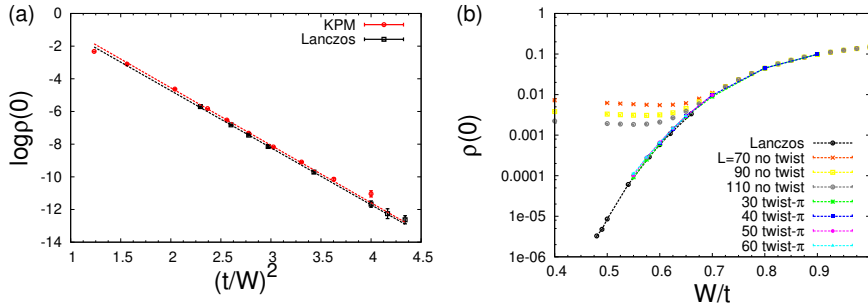 (a)
KPM
Lanczos
logρ(0)
0
-2
-4
-6
-8
-10
-12
-14
1
1.5
2
2.5
3
3.5
4
4.5
(t/W)²
(b)
ρ(0)
1
0.1
0.01
0.001
0.0001
1e-05
1e-06
Lanczos
L=70 no twist
90 no twist
110 no twist
30 twist-π
40 twist-π
50 twist-π
60 twist-π
0.4
0.5
0.6
0.7
0.8
0.9
W/t